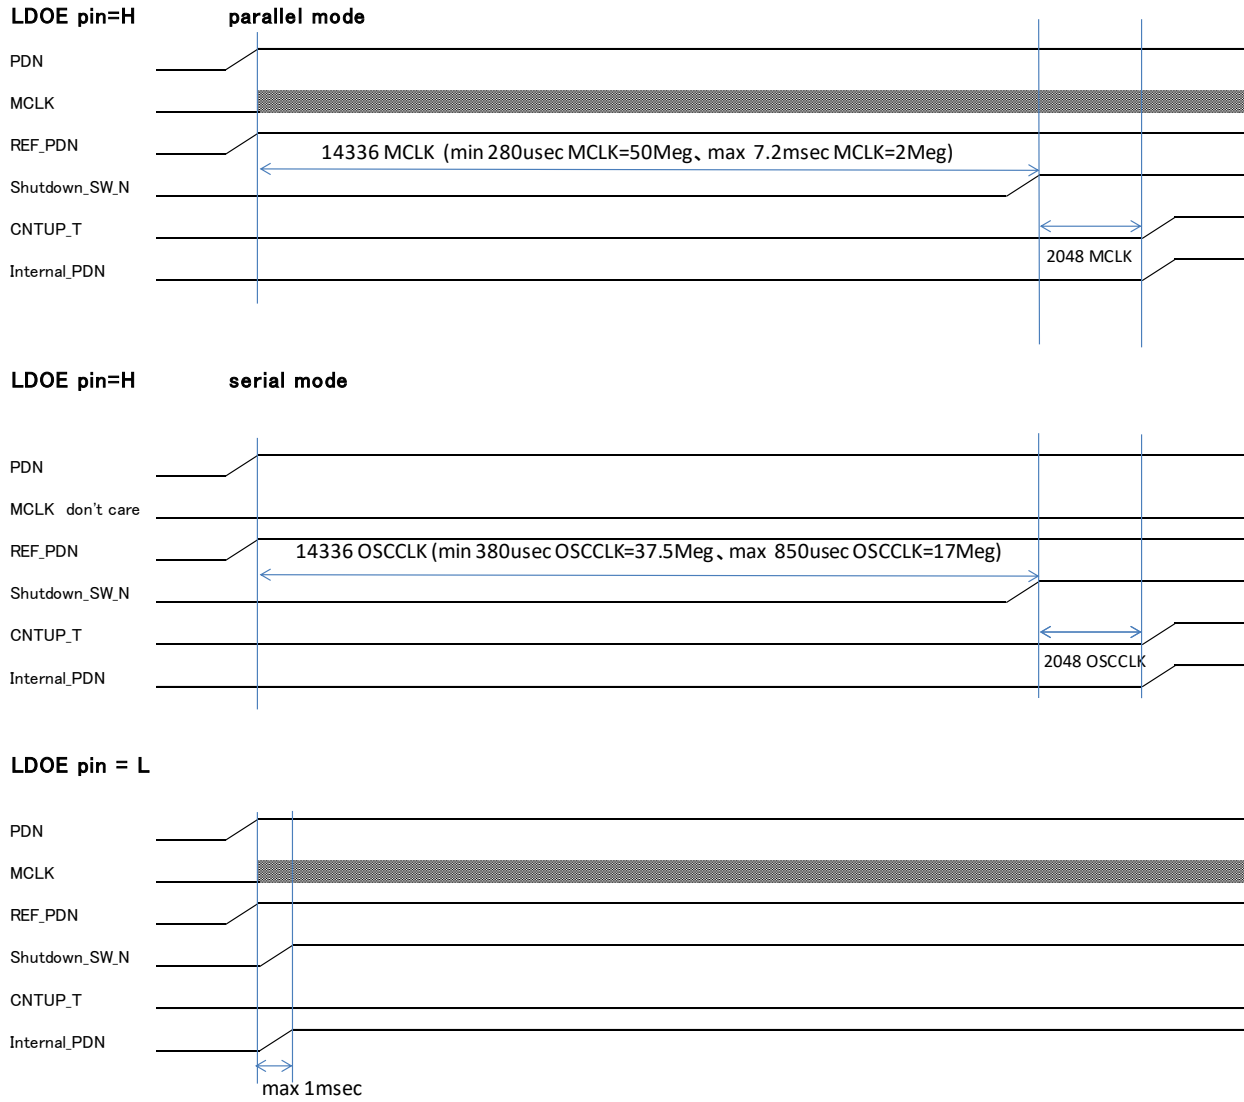 LDOE pin=H parallel mode
PDN
MCLK
REF_PDN
14336 MCLK (min 280usec MCLK=50Meg、max 7.2msec MCLK=2Meg)
Shutdown_SW_N
CNTUP_T
2048 MCLK
Internal_PDN
LDOE pin=H serial mode
PDN
MCLK don't care
REF_PDN
14336 OSCCLK (min 380usec OSCCLK=37.5Meg、max 850usec OSCCLK=17Meg)
Shutdown_SW_N
CNTUP_T
2048 OSCCLK
Internal_PDN
LDOE pin = L
PDN
MCLK
REF_PDN
Shutdown_SW_N
CNTUP_T
Internal_PDN
max 1msec